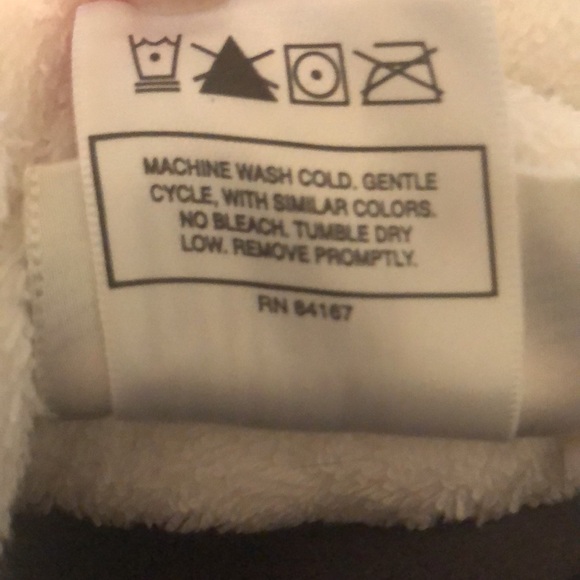 MACHINE WASH COLD. GENTLE
CYCLE, WITH SIMILAR COLORS.
NO BLEACH. TUMBLE DRY
LOW. REMOVE PROMPTLY.
RN 84167